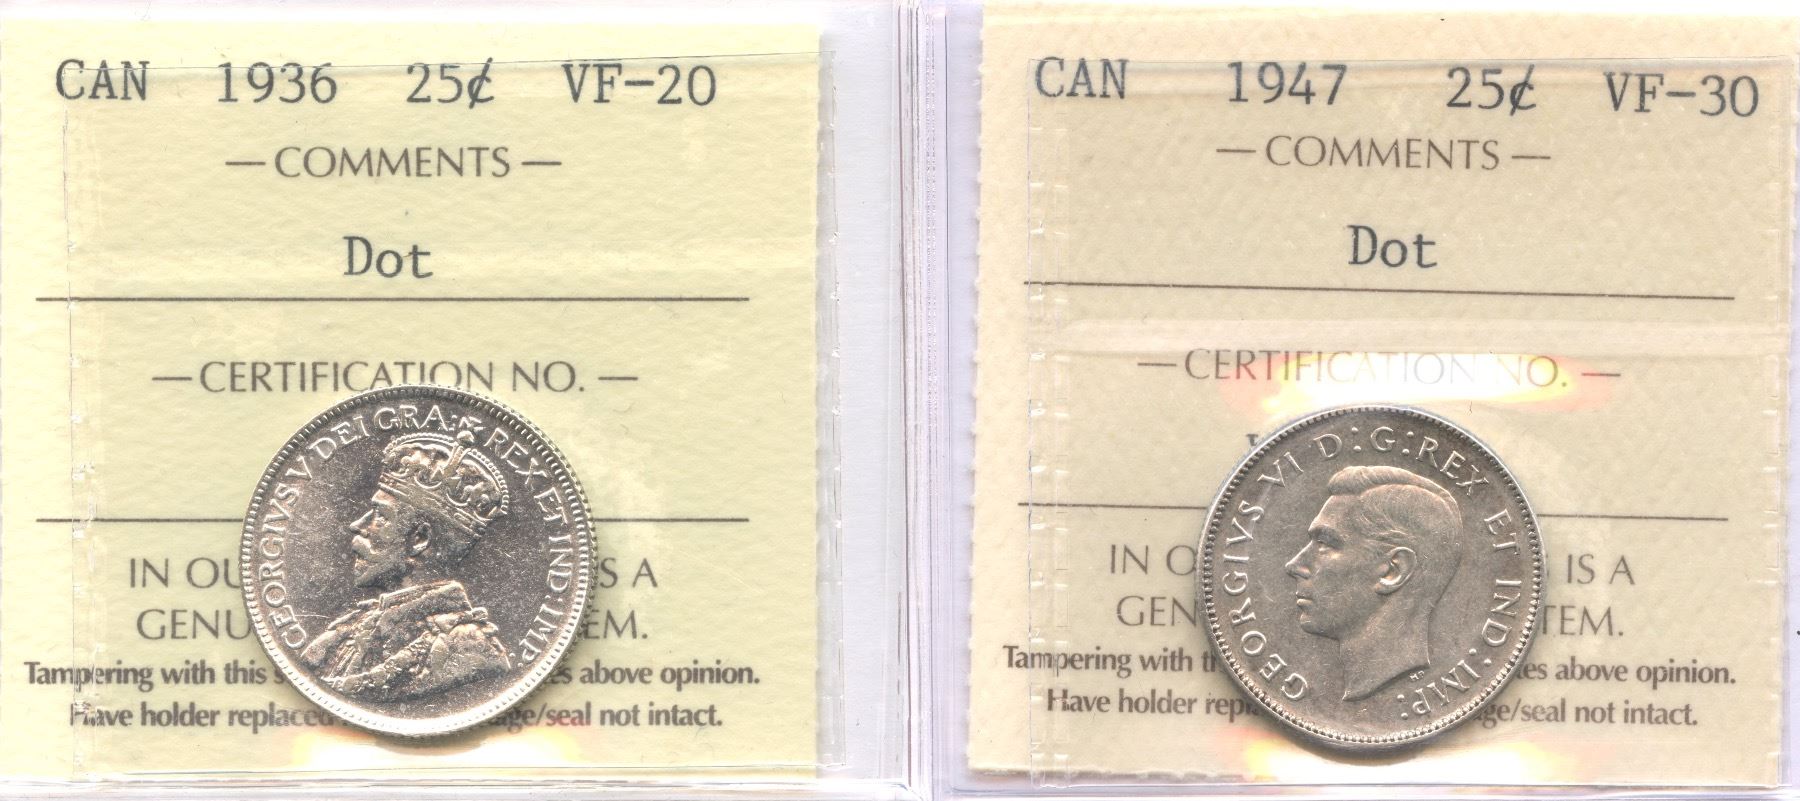 CAN 1936 25¢ VF-20
— COMMENTS —
Dot
— CERTIFICATION NO. —
IN OU S A
GENU EM.
Tampering with this s es above opinion.
Have holder replaced ge/seal not intact.
GEORGIVS V DEI GRA: REX ET IND: IMP:
CAN 1947 25¢ VF-30
— COMMENTS —
Dot
— CERTIFICATION NO. —
IN O IS A
GEN TEM.
Tampering with t tes above opinion.
Have holder repl ge/seal not intact.
GEORGIVS VI D:G:REX ET IND:IMP:
HP